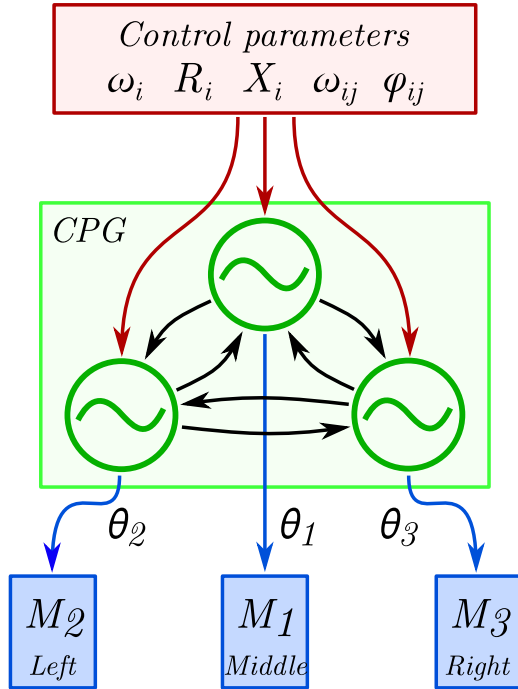 Control parameters
ωᵢ Rᵢ Xᵢ ωᵢⱼ φᵢⱼ
CPG
θ₂ θ₁ θ₃
M₂ M₁ M₃
Left Middle Right